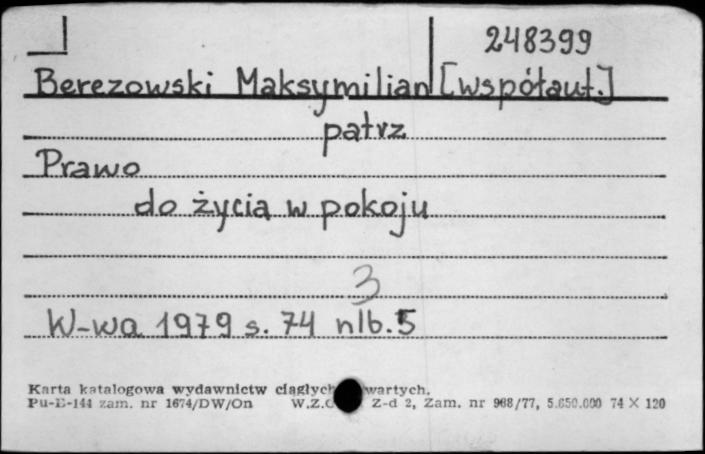 248399
Berezowski Maksymilian [współaut.]
patrz
Prawo
do życia w pokoju
3
W-wa 1979 s. 74 nlb. 5
Karta katalogowa wydawnictw ciągłych wartych.
Pu-E-144 zam. nr 1674/DW/On W.Z.G Z-d 2, Zam. nr 968/77, 5.650.000 74 X 120